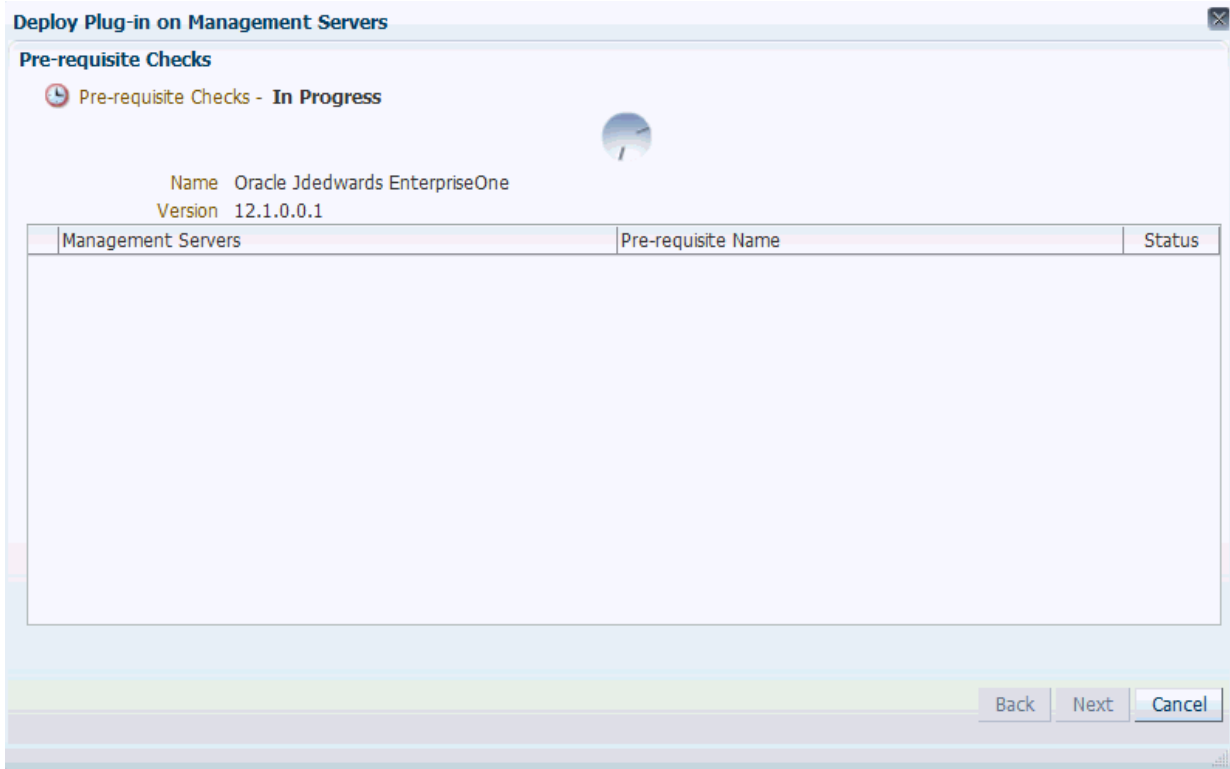 Deploy Plug-in on Management Servers
Pre-requisite Checks
Pre-requisite Checks - In Progress
Name Oracle Jdedwards EnterpriseOne
Version 12.1.0.0.1
Management Servers Pre-requisite Name Status
Back Next Cancel